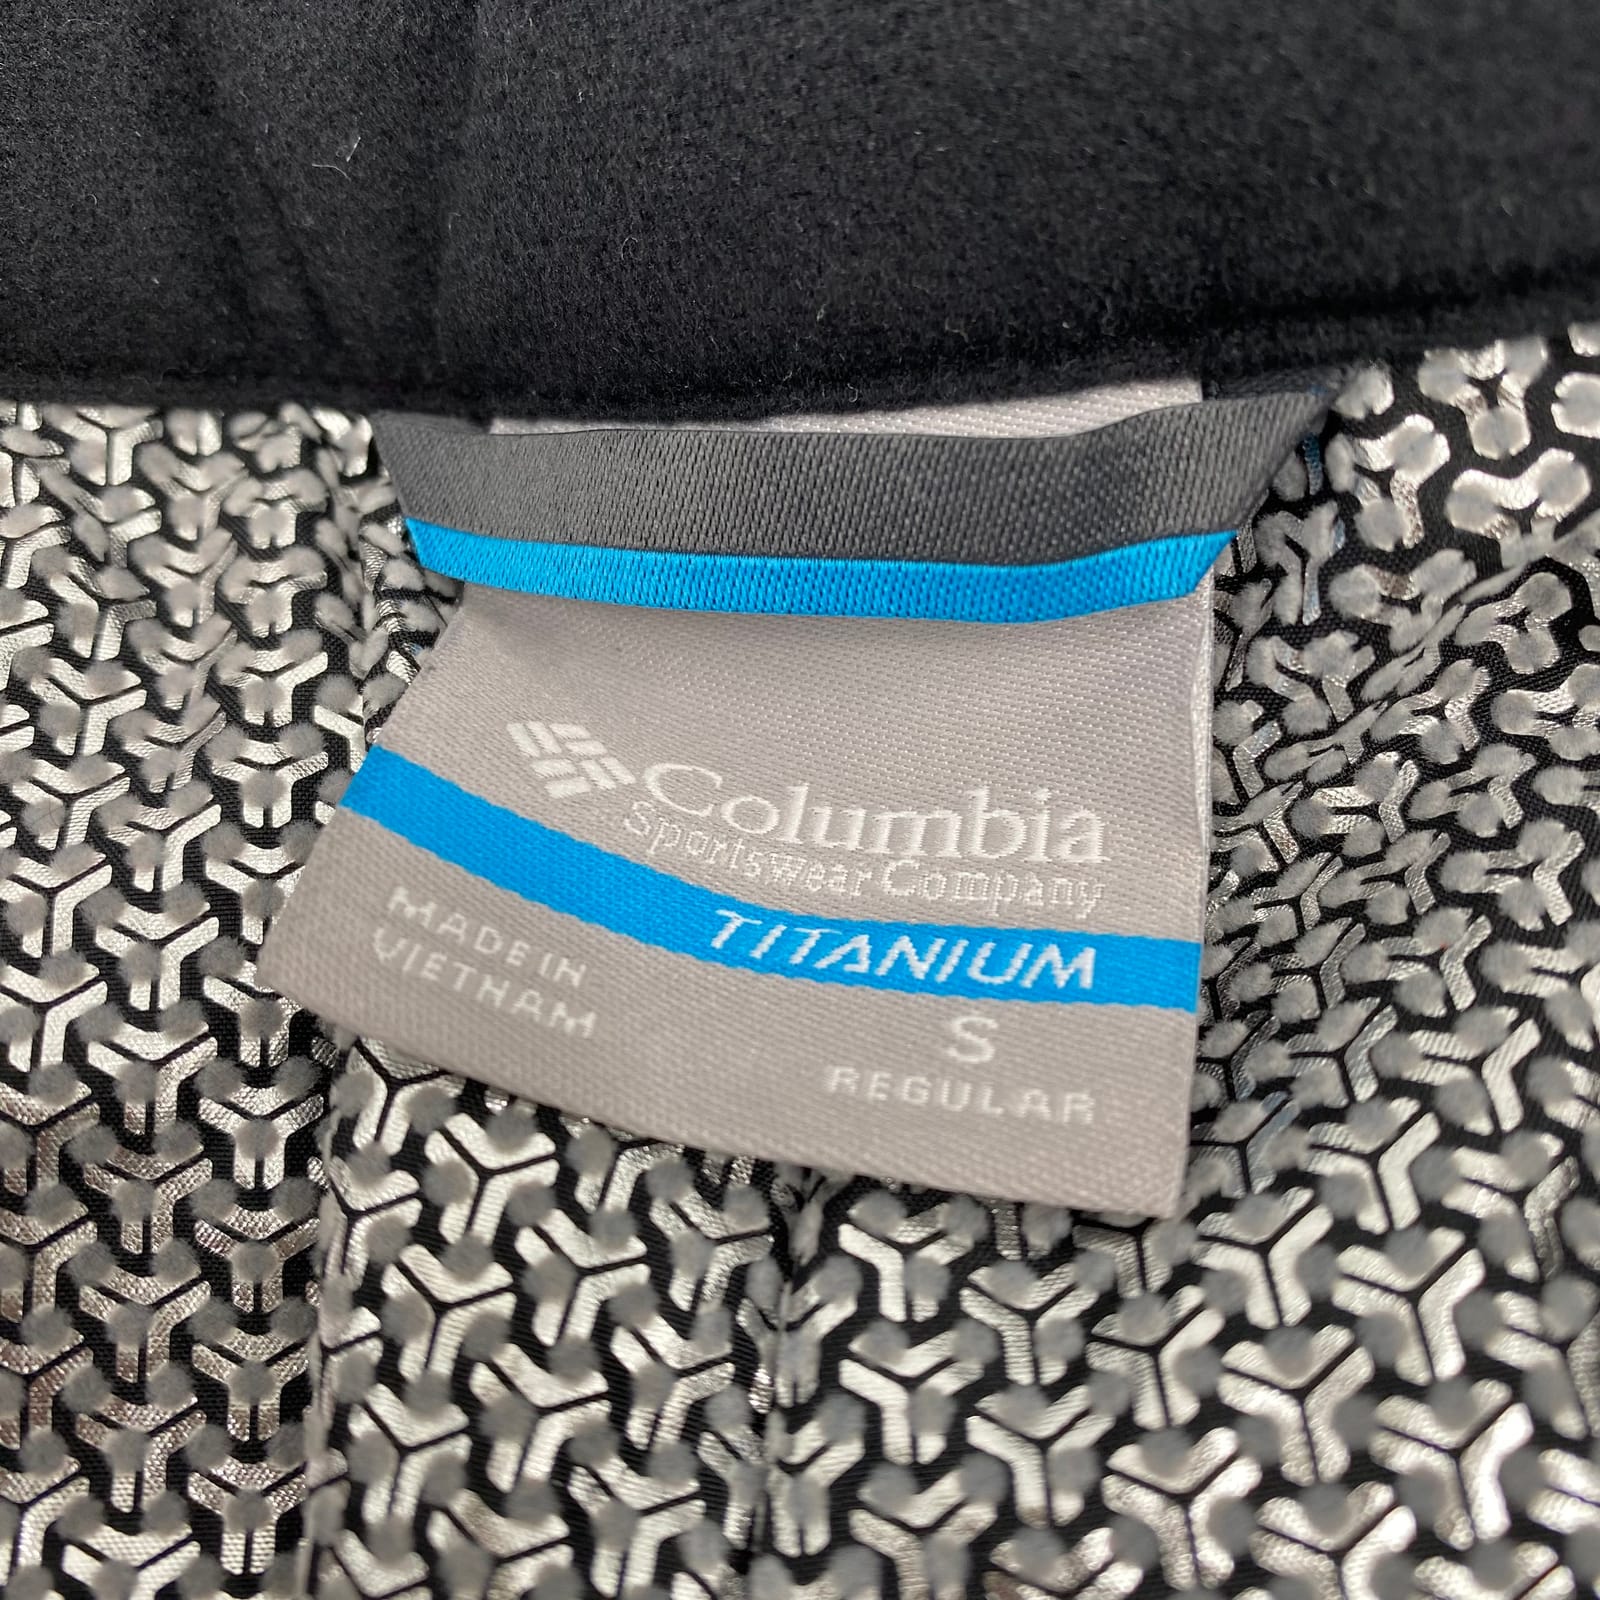 Columbia
Sportswear Company
TITANIUM
MADE IN
VIETNAM
S
REGULAR